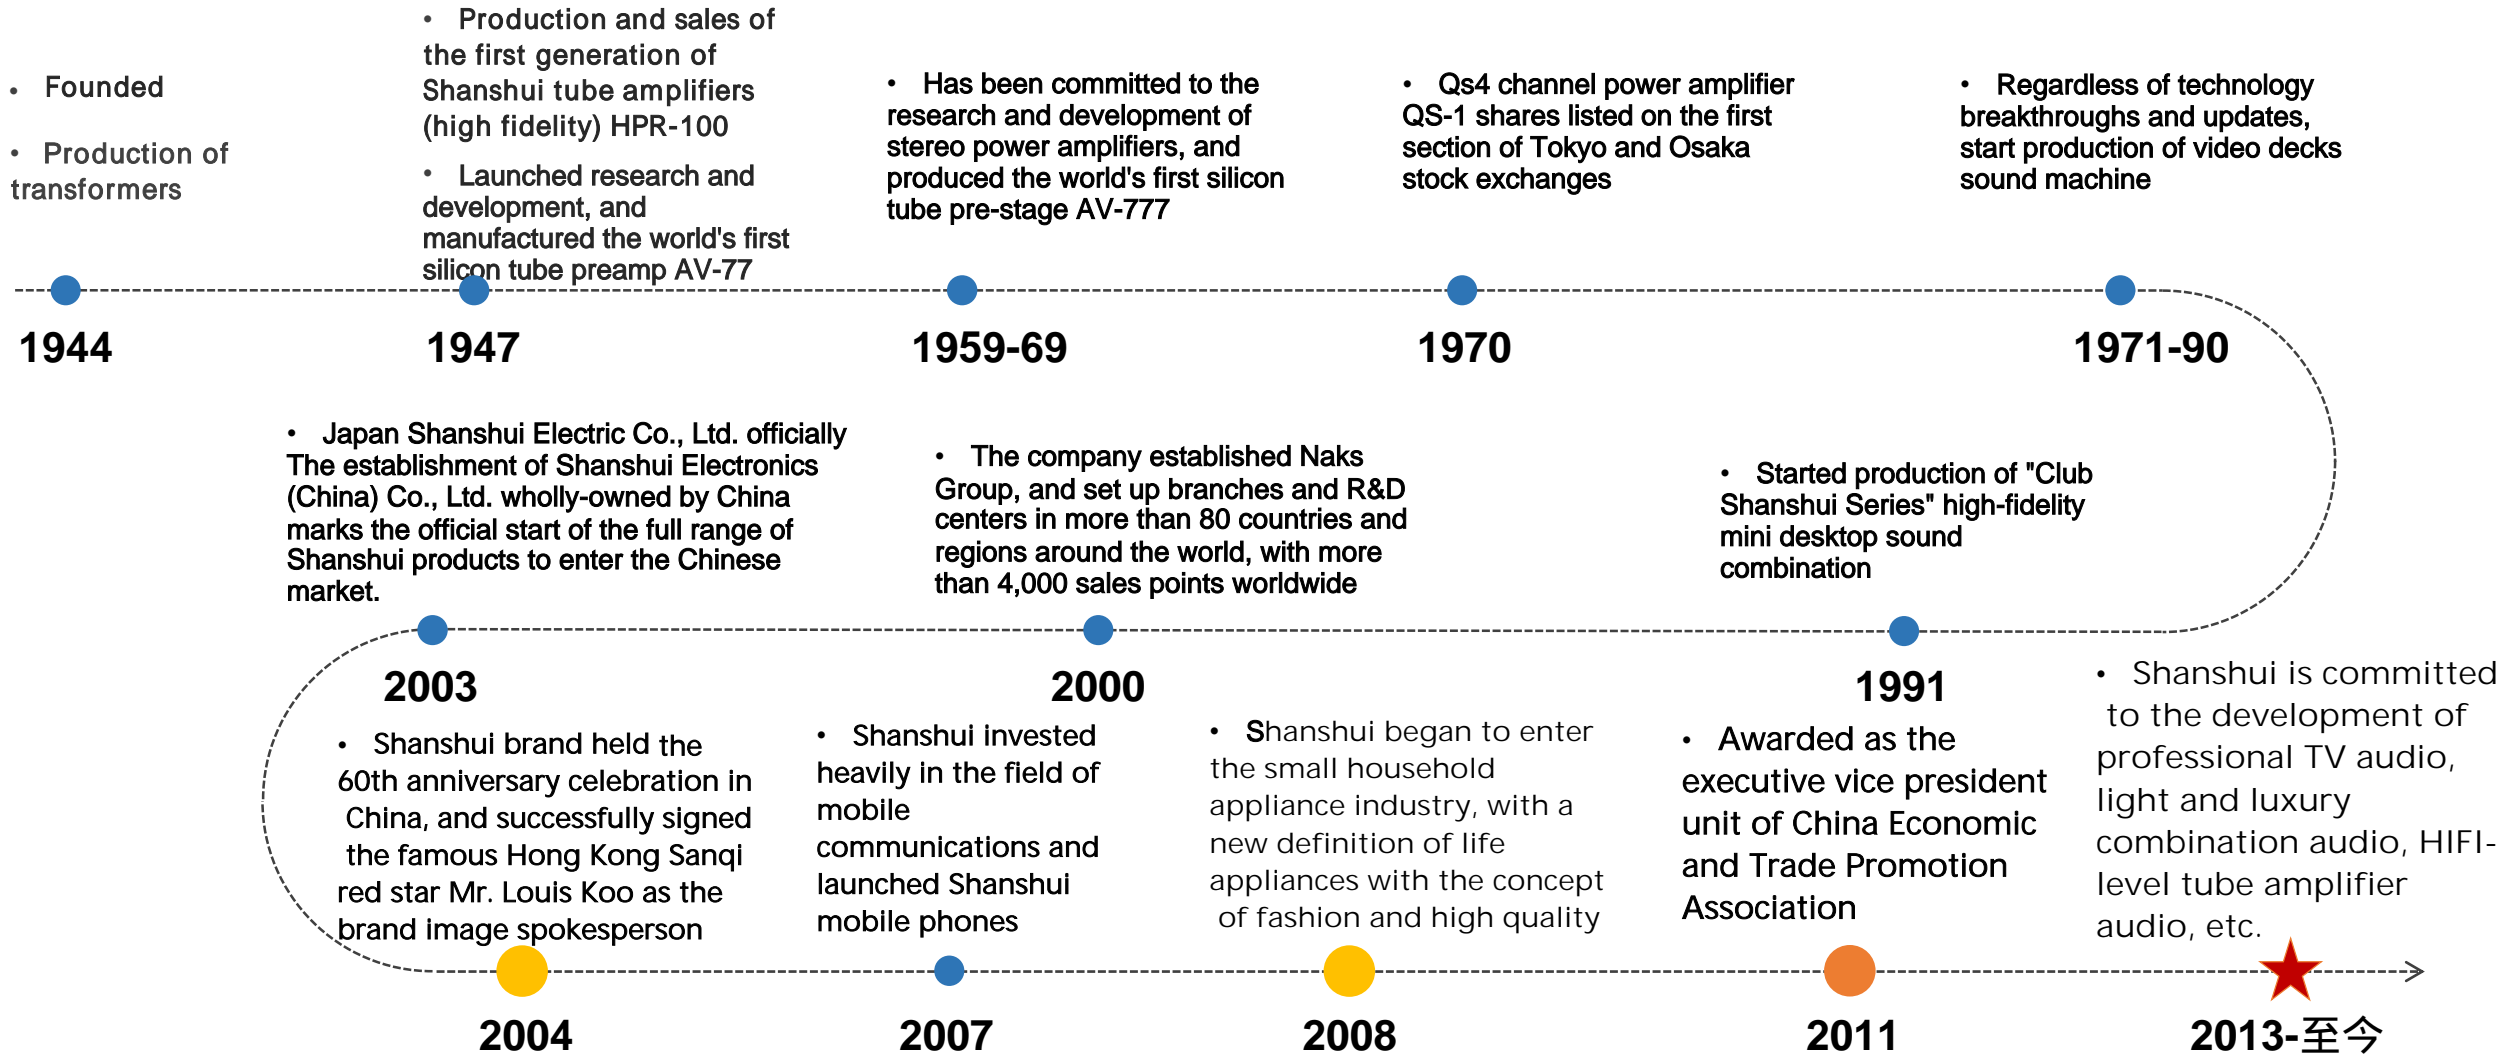 • Founded
• Production of
transformers
• Production and sales of
the first generation of
Shanshui tube amplifiers
(high fidelity) HPR-100
• Launched research and
development, and
manufactured the world's first
silicon tube preamp AV-77
• Has been committed to the
research and development of
stereo power amplifiers, and
produced the world's first silicon
tube pre-stage AV-777
• Qs4 channel power amplifier
QS-1 shares listed on the first
section of Tokyo and Osaka
stock exchanges
• Regardless of technology
breakthroughs and updates,
start production of video decks
sound machine
1944
1947
1959-69
1970
1971-90
• Japan Shanshui Electric Co., Ltd. officially
The establishment of Shanshui Electronics
(China) Co., Ltd. wholly-owned by China
marks the official start of the full range of
Shanshui products to enter the Chinese
market.
• The company established Naks
Group, and set up branches and R&D
centers in more than 80 countries and
regions around the world, with more
than 4,000 sales points worldwide
• Started production of "Club
Shanshui Series" high-fidelity
mini desktop sound
combination
2003
2000
1991
• Shanshui brand held the
60th anniversary celebration in
China, and successfully signed
the famous Hong Kong Sanqi
red star Mr. Louis Koo as the
brand image spokesperson
• Shanshui invested
heavily in the field of
mobile
communications and
launched Shanshui
mobile phones
• Shanshui began to enter
the small household
appliance industry, with a
new definition of life
appliances with the concept
of fashion and high quality
• Awarded as the
executive vice president
unit of China Economic
and Trade Promotion
Association
• Shanshui is committed
to the development of
professional TV audio,
light and luxury
combination audio, HIFI-
level tube amplifier
audio, etc.
2004
2007
2008
2011
2013-至今